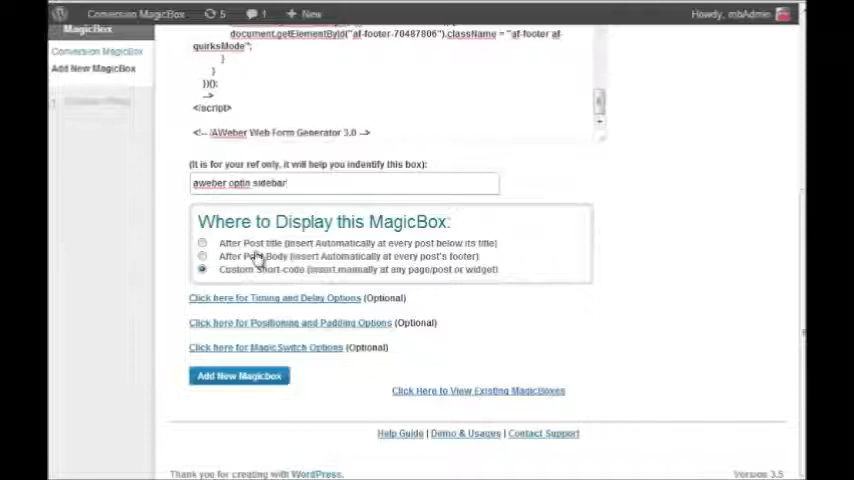 Conversion MagicBox 5 1 + New Howdy, mbAdmin
MagicBox
Conversion MagicBox
Add New MagicBox
document.getElementById("af-footer-70487806").className = "af-footer af-
quirksMode";
}
}
})();
-->
</script>
<!-- /AWeber Web Form Generator 3.0 -->
(It is for your ref only, it will help you indentify this box):
aweber optin sidebar
Where to Display this MagicBox:
After Post title (Insert Automatically at every post below its title)
After Post Body (Insert Automatically at every post's footer)
Custom Short-code (insert manually at any page/post or widget)
Click here for Timing and Delay Options (Optional)
Click here for Positioning and Padding Options (Optional)
Click here for MagicSwitch Options (Optional)
Add New Magicbox
Click Here to View Existing MagicBoxes
Help Guide | Demo & Usages | Contact Support
Thank you for creating with WordPress. Version 3.5